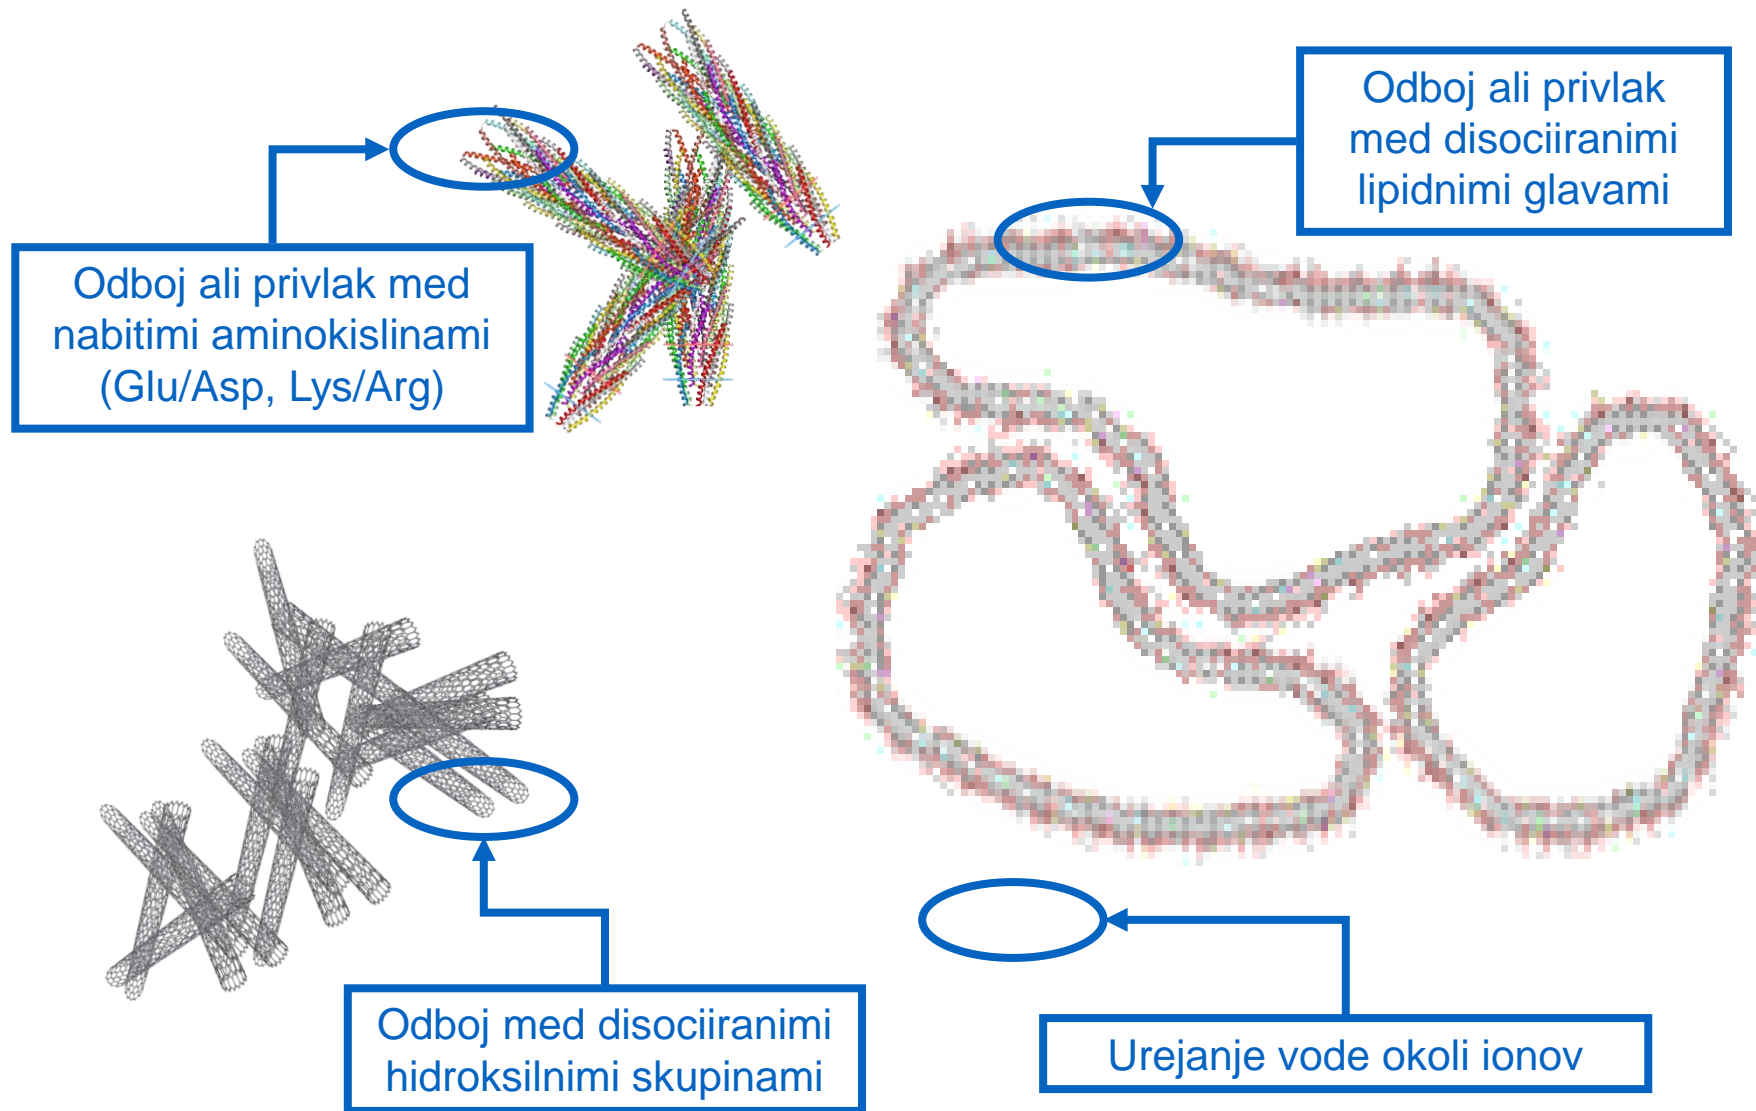 Odboj ali privlak
med disociiranimi
lipidnimi glavami
Odboj ali privlak med
nabitimi aminokislinami
(Glu/Asp, Lys/Arg)
Odboj med disociiranimi
hidroksilnimi skupinami
Urejanje vode okoli ionov